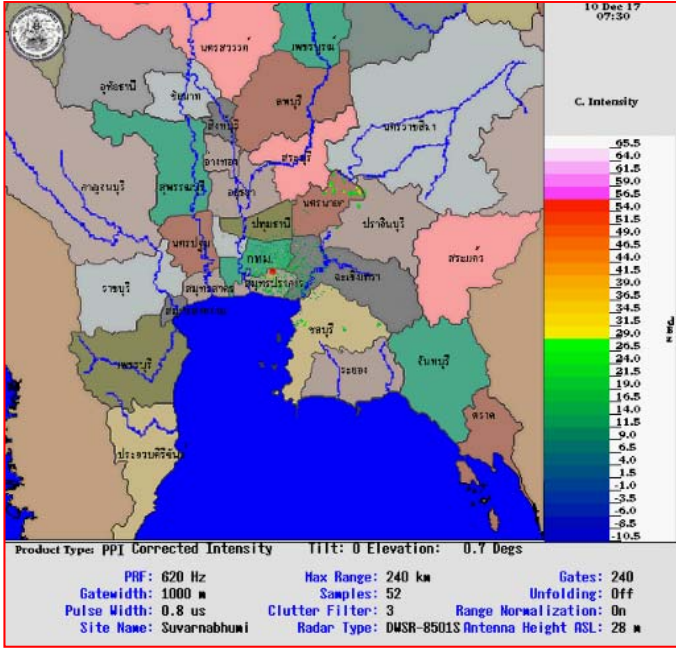 10 Dec 17
07:30
C. Intensity
นครสวรรค์
เพชรบูรณ์
อุทัยธานี
ชัยนาท
ลพบุรี
สิงห์บุรี
นครราชสีมา
อ่างทอง
สระบุรี
กาญจนบุรี
สุพรรณบุรี
อยุธยา
นครนายก
ปราจีนบุรี
ปทุมธานี
นครปฐม
กทม.
สระแก้ว
ฉะเชิงเทรา
ราชบุรี
สมุทรสาคร
สมุทรปราการ
สมุทรสงคราม
ชลบุรี
เพชรบุรี
ระยอง
จันทบุรี
ตราด
ประจวบคีรีขันธ์
65.5
64.0
61.5
59.0
56.5
54.0
51.5
49.0
46.5
44.0
41.5
39.0
36.5
34.0
31.5
29.0
26.5
24.0
21.5
19.0
16.5
14.0
11.5
9.0
6.5
4.0
1.5
-1.0
-3.5
-6.0
-8.5
-10.5
Product Type: PPI Corrected Intensity Tilt: 0 Elevation: 0.7 Degs
PRF: 620 Hz Max Range: 240 km Gates: 240
Gatewidth: 1000 m Samples: 52 Unfolding: Off
Pulse Width: 0.8 us Clutter Filter: 3 Range Normalization: On
Site Name: Suvarnabhumi Radar Type: DWSR-8501S Antenna Height ASL: 28 m